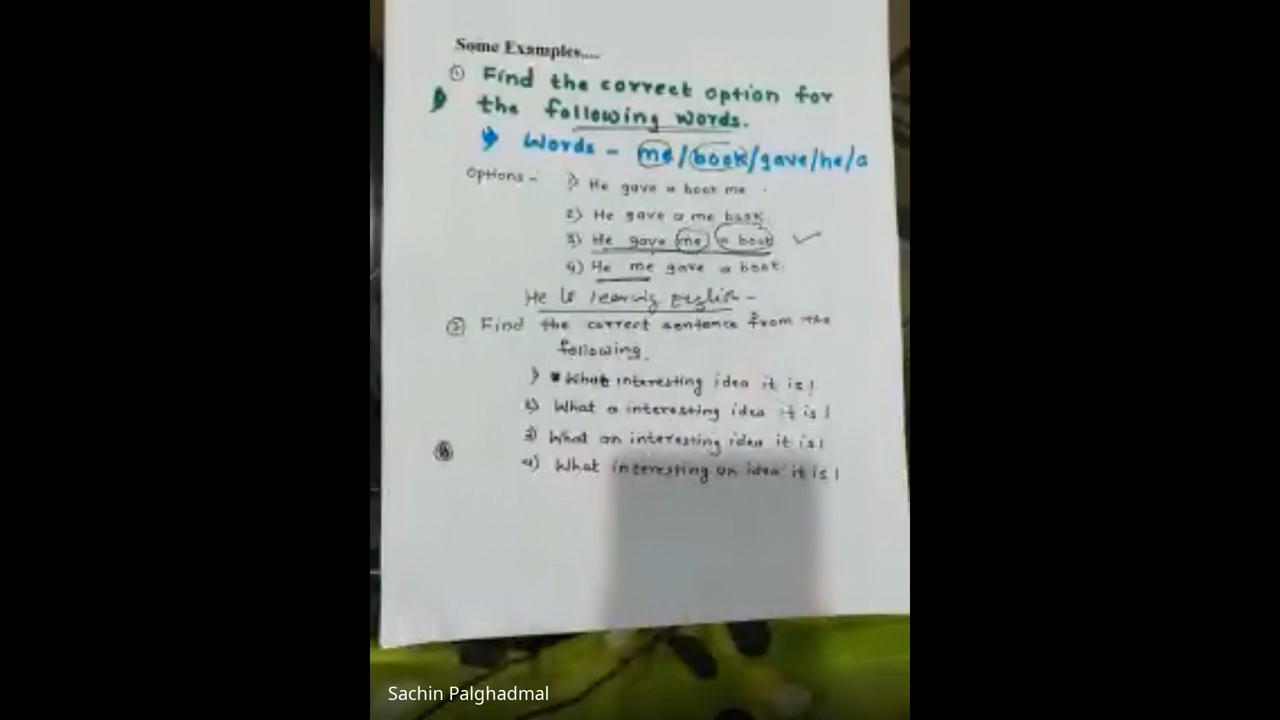 Some Examples....
① Find the correct option for
the following words.
Words - me/book/gave/he/a
Options - 1) He gave a book me
2) He gave a me book
3) He gave me a book ✓
4) He me gave a book
He is learning english -
② Find the correct sentence from the
following.
1) What interesting idea it is!
2) What a interesting idea it is!
3) What an interesting idea it is!
4) What interesting an idea it is!
Sachin Palghadmal